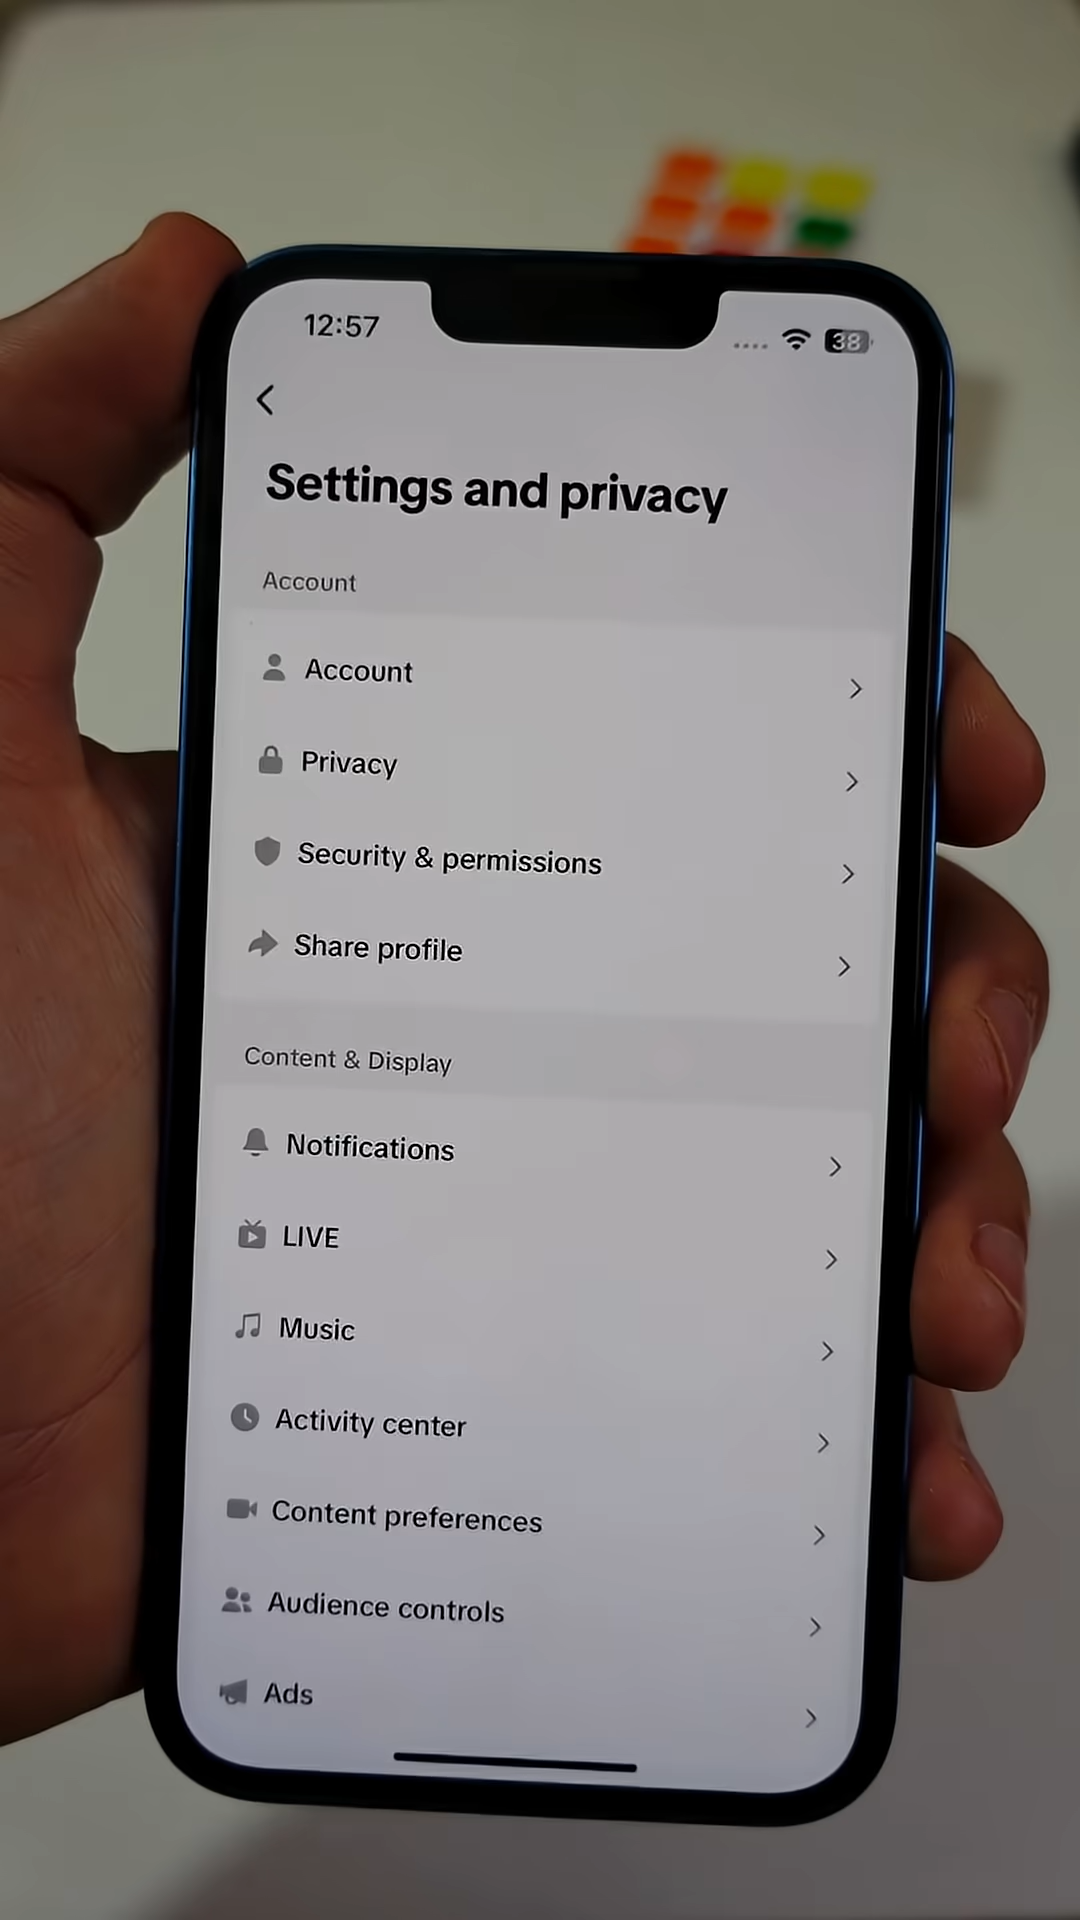 12:57
38
Settings and privacy
Account
Account
Privacy
Security & permissions
Share profile
Content & Display
Notifications
LIVE
Music
Activity center
Content preferences
Audience controls
Ads